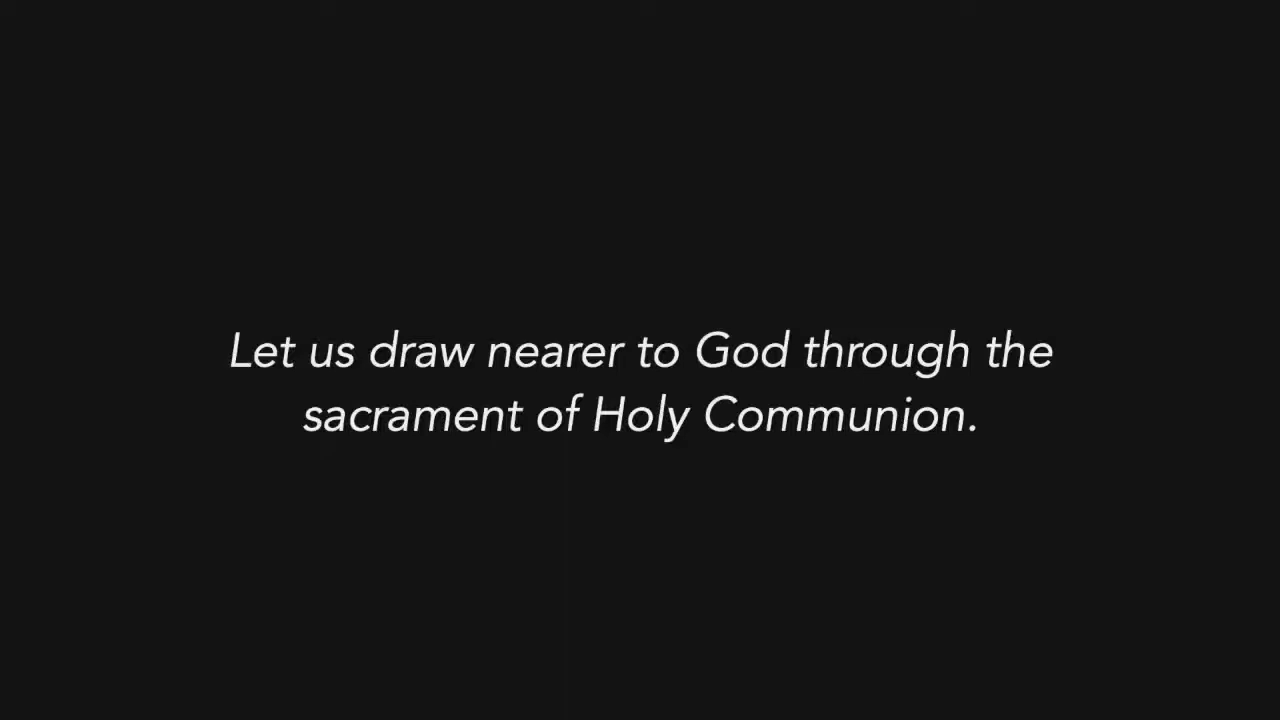 Let us draw nearer to God through the
sacrament of Holy Communion.